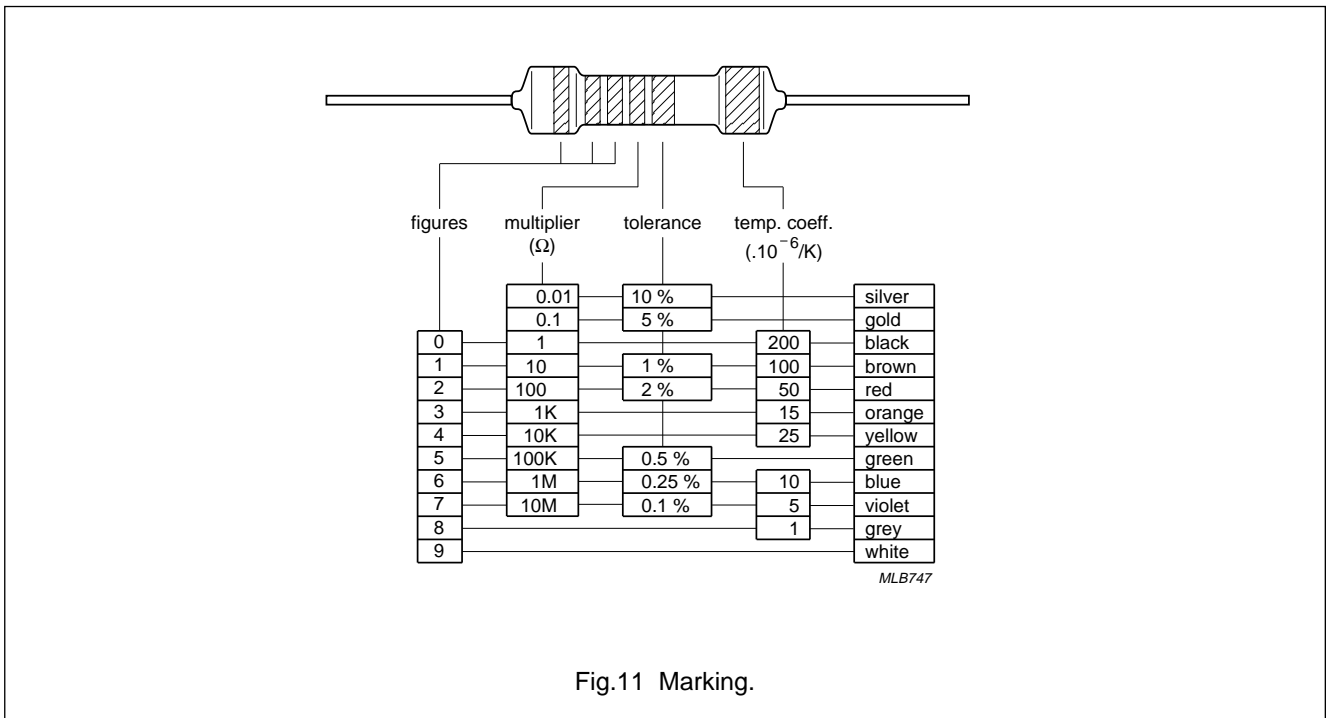 figures multiplier tolerance temp. coeff.
(Ω) (.10⁻⁶/K)
0.01 10 % silver
0.1 5 % gold
0 1 200 black
1 10 1 % 100 brown
2 100 2 % 50 red
3 1K 15 orange
4 10K 25 yellow
5 100K 0.5 % green
6 1M 0.25 % 10 blue
7 10M 0.1 % 5 violet
8 1 grey
9 white
MLB747
Fig.11 Marking.